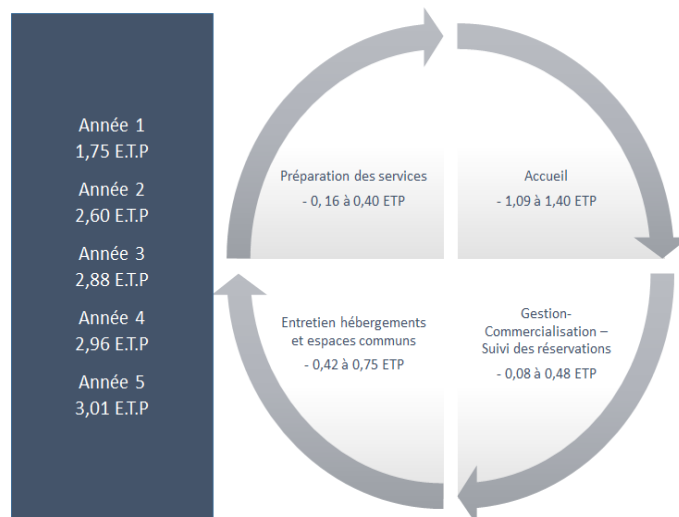 Année 1
1,75 E.T.P
Année 2
2,60 E.T.P
Année 3
2,88 E.T.P
Année 4
2,96 E.T.P
Année 5
3,01 E.T.P
Préparation des services
- 0, 16 à 0,40 ETP
Accueil
- 1,09 à 1,40 ETP
Entretien hébergements
et espaces communs
- 0,42 à 0,75 ETP
Gestion-
Commercialisation –
Suivi des réservations
- 0,08 à 0,48 ETP